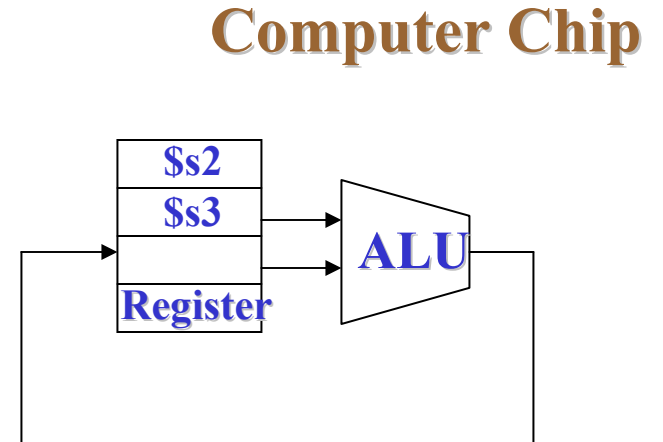 Computer Chip
$s2
$s3
ALU
Register